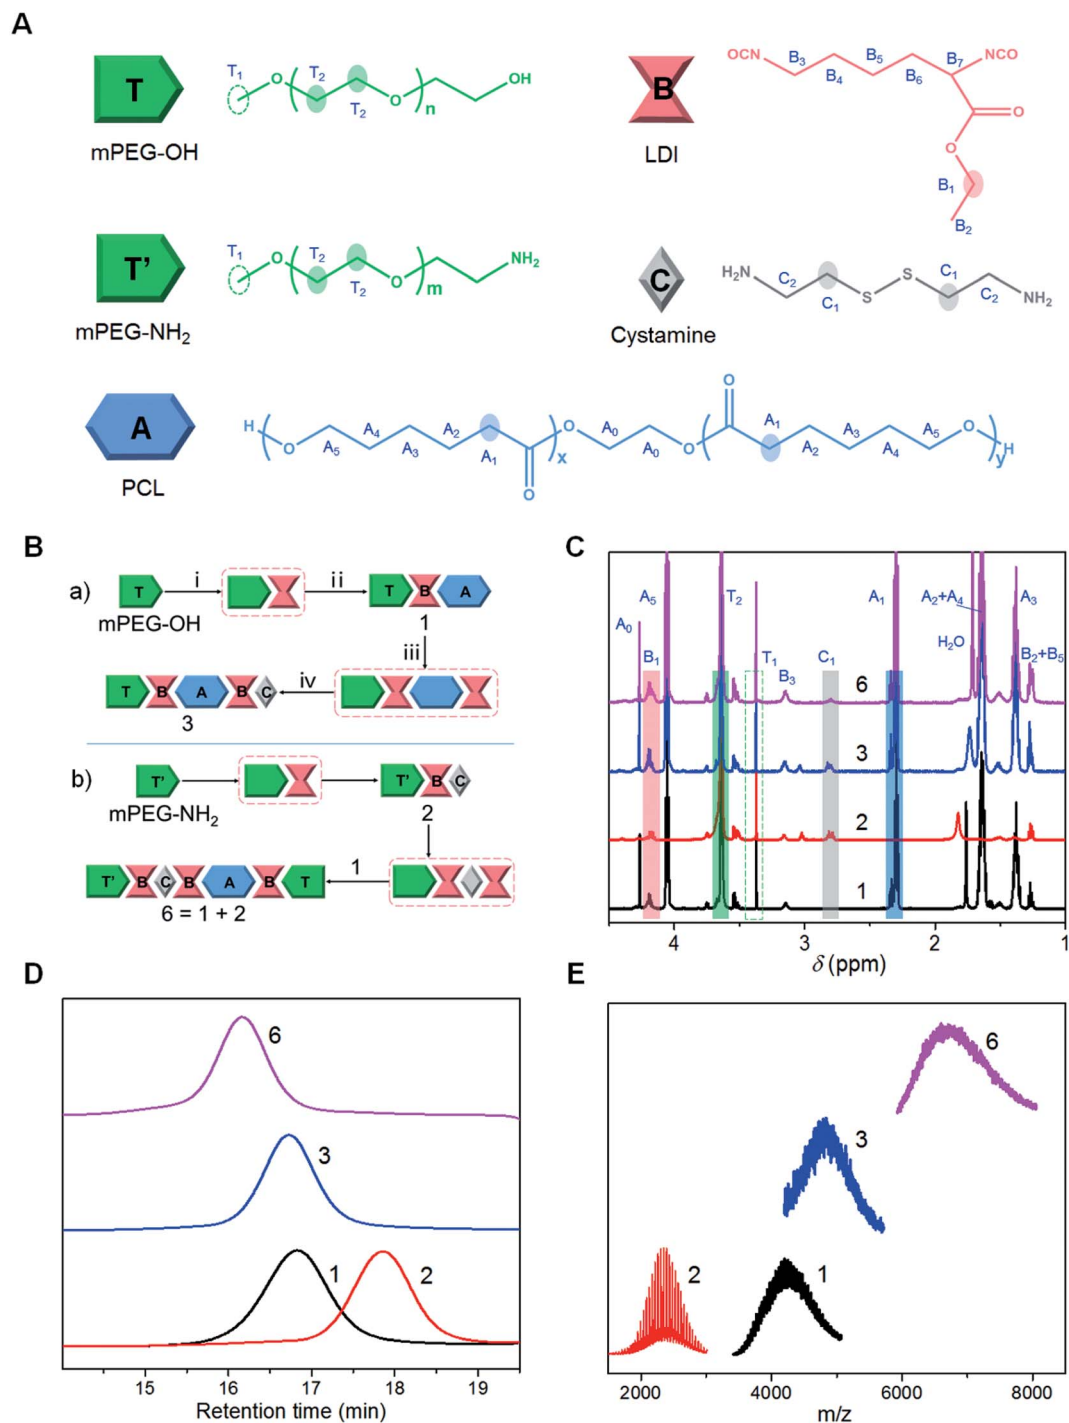 A
T
mPEG-OH
T₁ O ( T₂ T₂ O )n OH
B
LDI
OCN B₃ B₄ B₅ B₆ B₇ NCO
O
O
B₁
B₂
T’
mPEG-NH₂
T₁ O ( T₂ T₂ O )m NH₂
C
Cystamine
H₂N C₂ C₁ S S C₁ C₂ NH₂
A
PCL
H ( O A₅ A₄ A₃ A₂ A₁ O )x O A₀ A₀ O ( O A₁ A₂ A₃ A₄ A₅ O )y H
B
a)
T
mPEG-OH
i
ii
T B A
1
iii
iv
T B A B C
3
b)
T’
mPEG-NH₂
T’ B C
2
1
T’ B C B A B T
6 = 1 + 2
C
A₀
A₅
B₁
T₂
T₁
B₃
C₁
A₁
A₂+A₄
H₂O
A₃
B₂+B₅
6
3
2
1
4 3 2 1
δ (ppm)
D
6
3
1
2
15 16 17 18 19
Retention time (min)
E
6
3
2
1
2000 4000 6000 8000
m/z